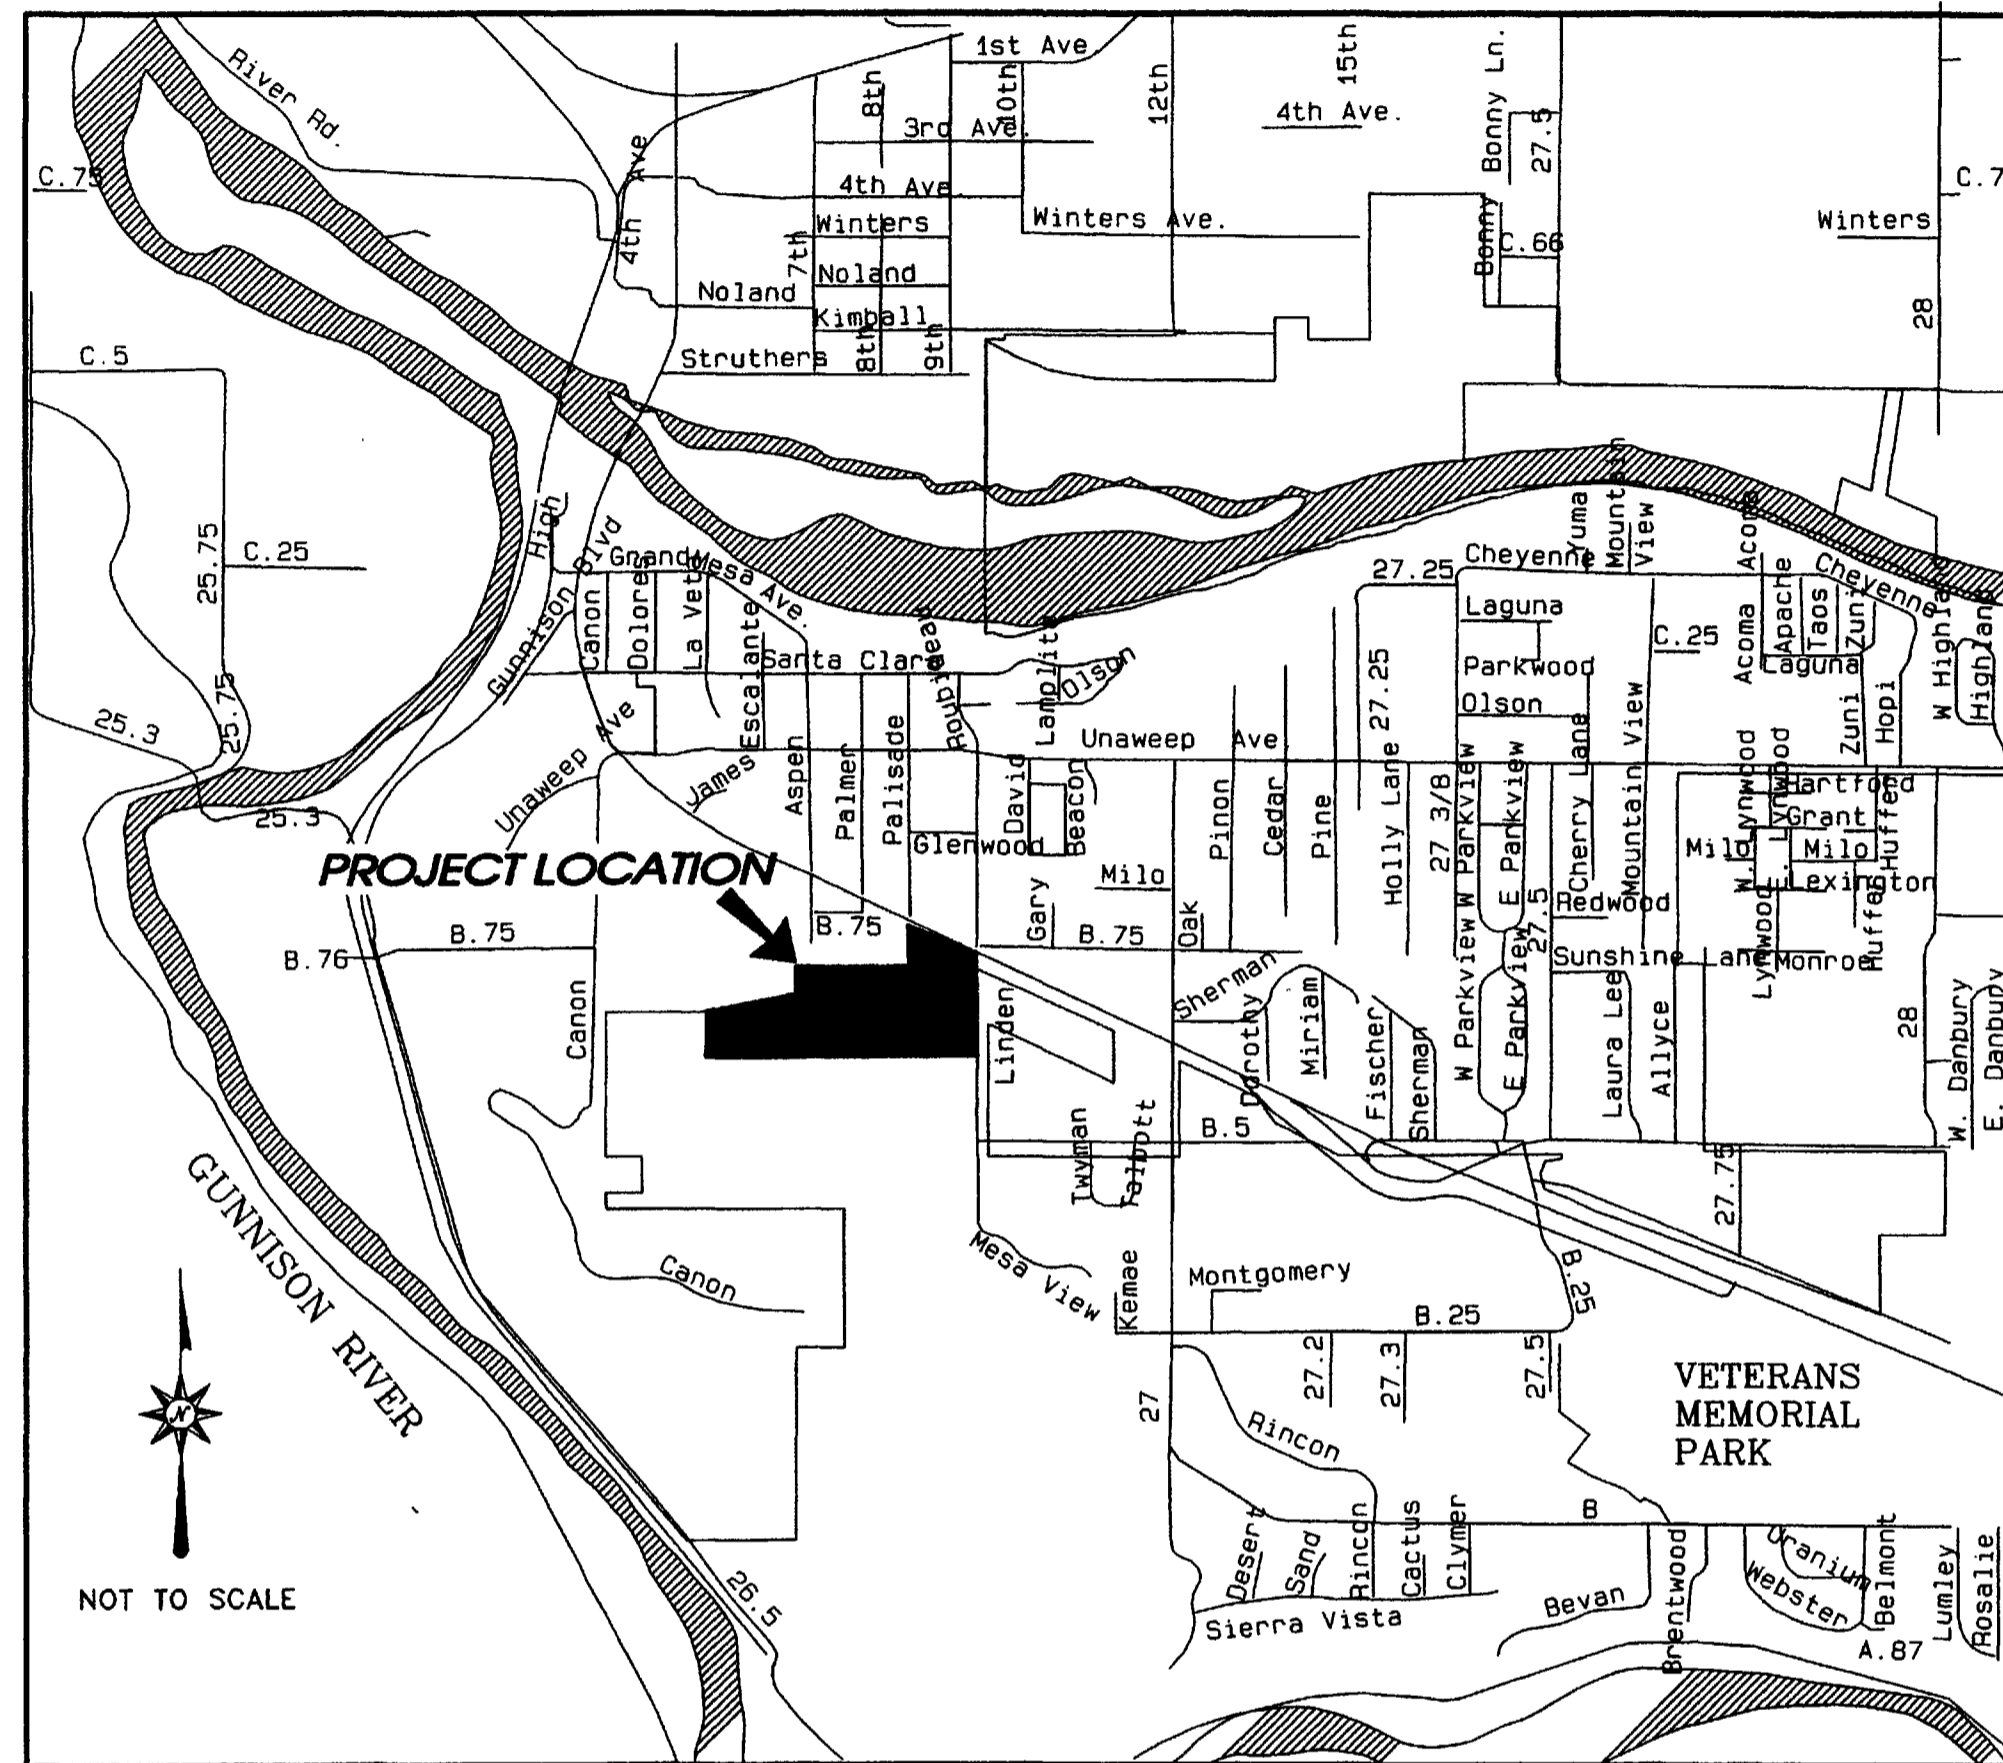 1st Ave
15th
Bonny Ln.
River Rd.
8th
10th
12th
4th Ave.
27.5
3rd Ave.
4th Ave
C.75
4th Ave
C.7
Winters
Winters Ave.
Winters
7th
Bonny
C.66
Noland
Noland
Kimball
28
Struthers
8th
9th
C.5
High
Blvd
Gunnison
25.75
C.25
Grand Mesa Ave.
Yuma
Mountain View
Acoma
27.25
Cheyenne
Cheyenne
Canon
Dolores
La Veta
Escalante
Laguna
C.25
Acoma
Apache
Taos
Zuni
W Highland
Highland
Santa Clara
Roubideau
Lamplite
Olson
27.25
Parkwood
Laguna
Olson
25.3
25.75
Unaweep Ave
Unaweep Ave
Mountain View
Zuni
Hopi
James
Aspen
Palmer
Palisade
David
Beacon
Glenwood
Pinon
Cedar
Pine
Holly Lane
27 3/8
W Parkview
E Parkview
Cherry Lane
W. Lynwood
E. Lynwood
Hartford
Grant
Milo
Milo
Huffer
Lexington
25.3
PROJECT LOCATION
Milo
Gary
Oak
27.5
Redwood
B.75
B.75
B.75
B.76
Sunshine Lane
Lynwood
Monroe
Huffer
Canon
Linden
Sherman
Dorothy
Miriam
Fischer
Sherman
W Parkview
E Parkview
Laura Lee
Allyce
28
W. Danbury
E. Danbury
Twyman
Talbott
B.5
27.75
GUNNISON RIVER
Canon
Mesa View
Kemae
Montgomery
B.25
B.25
27
27.2
27.3
27.5
VETERANS
MEMORIAL
PARK
N
NOT TO SCALE
Rincon
B
26.5
Desert
Sand
Rincon
Cactus
Clymer
Sierra Vista
Bevan
Brentwood
Uranium
Webster
Belmont
Lumley
Rosalie
A.87